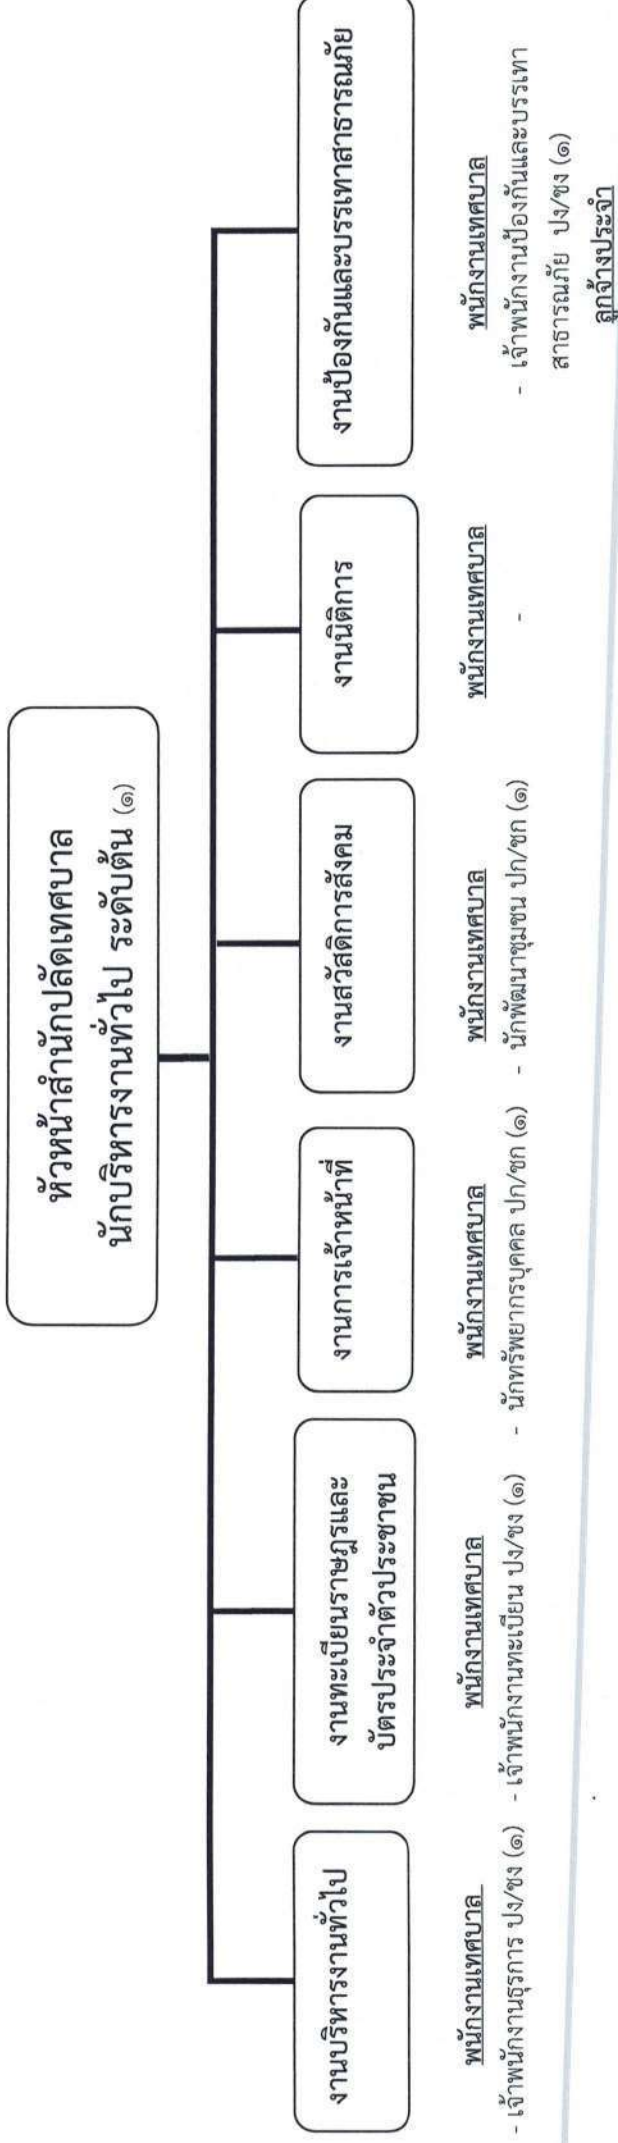 หัวหน้าสำนักปลัดเทศบาล
นักบริหารงานทั่วไป ระดับต้น (๑)
งานบริหารงานทั่วไป
งานทะเบียนราษฎรและ
บัตรประจำตัวประชาชน
งานการเจ้าหน้าที่
งานสวัสดิการสังคม
งานนิติการ
งานป้องกันและบรรเทาสาธารณภัย
พนักงานเทศบาล
- เจ้าพนักงานธุรการ ปง/ชง (๑)
พนักงานเทศบาล
- เจ้าพนักงานทะเบียน ปง/ชง (๑)
พนักงานเทศบาล
- นักทรัพยากรบุคคล ปก/ชก (๑)
พนักงานเทศบาล
- นักพัฒนาชุมชน ปก/ชก (๑)
พนักงานเทศบาล
-
พนักงานเทศบาล
- เจ้าพนักงานป้องกันและบรรเทา
สาธารณภัย ปง/ชง (๑)
ลูกจ้างประจำ